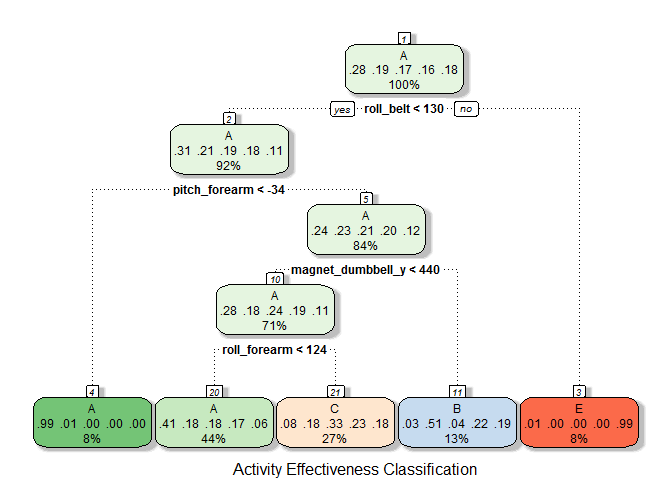 1
A
.28 .19 .17 .16 .18
100%
yes roll_belt < 130 no
2
A
.31 .21 .19 .18 .11
92%
pitch_forearm < -34
5
A
.24 .23 .21 .20 .12
84%
magnet_dumbbell_y < 440
10
A
.28 .18 .24 .19 .11
71%
roll_forearm < 124
4
A
.99 .01 .00 .00 .00
8%
20
A
.41 .18 .18 .17 .06
44%
21
C
.08 .18 .33 .23 .18
27%
11
B
.03 .51 .04 .22 .19
13%
3
E
.01 .00 .00 .00 .99
8%
Activity Effectiveness Classification